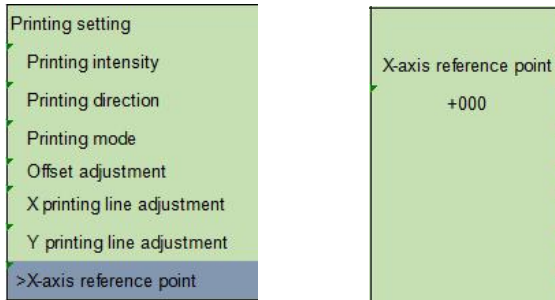 Printing setting
Printing intensity
Printing direction
Printing mode
Offset adjustment
X printing line adjustment
Y printing line adjustment
>X-axis reference point
X-axis reference point
+000